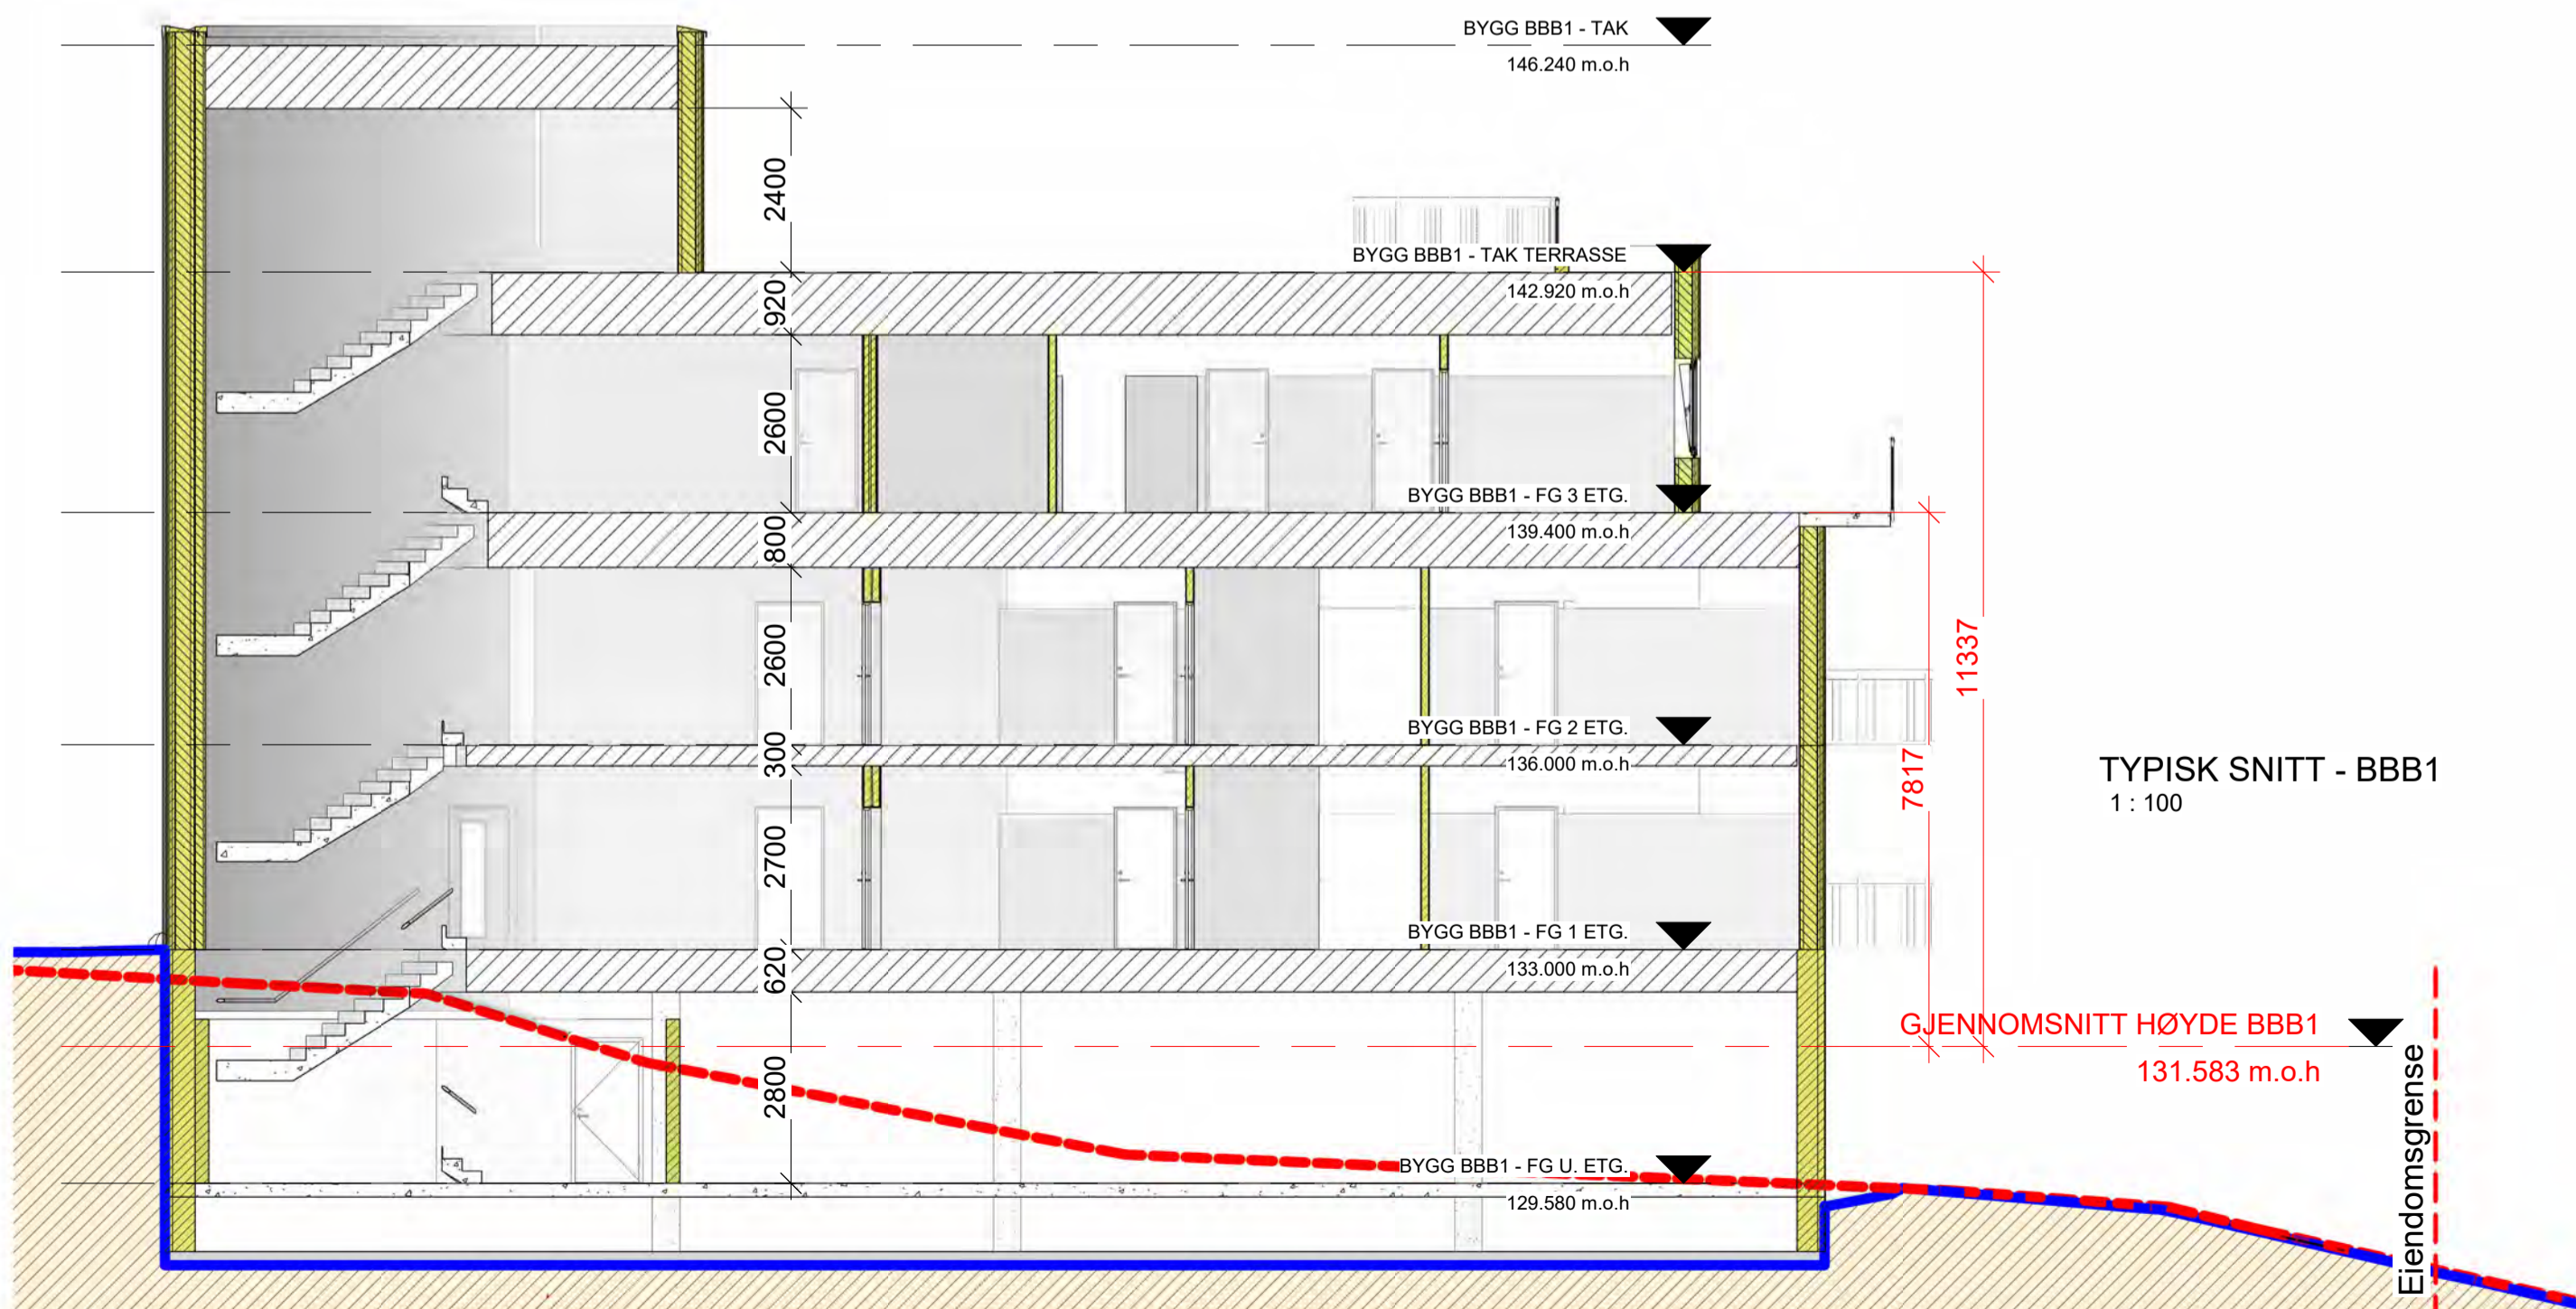 BYGG BBB1 - TAK
146.240 m.o.h
2400
BYGG BBB1 - TAK TERRASSE
142.920 m.o.h
920
2600
BYGG BBB1 - FG 3 ETG.
139.400 m.o.h
800
2600
11337
BYGG BBB1 - FG 2 ETG.
136.000 m.o.h
300
7817
TYPISK SNITT - BBB1
1 : 100
2700
BYGG BBB1 - FG 1 ETG.
133.000 m.o.h
620
GJENNOMSNITT HØYDE BBB1
131.583 m.o.h
2800
Eiendomsgrense
BYGG BBB1 - FG U. ETG.
129.580 m.o.h